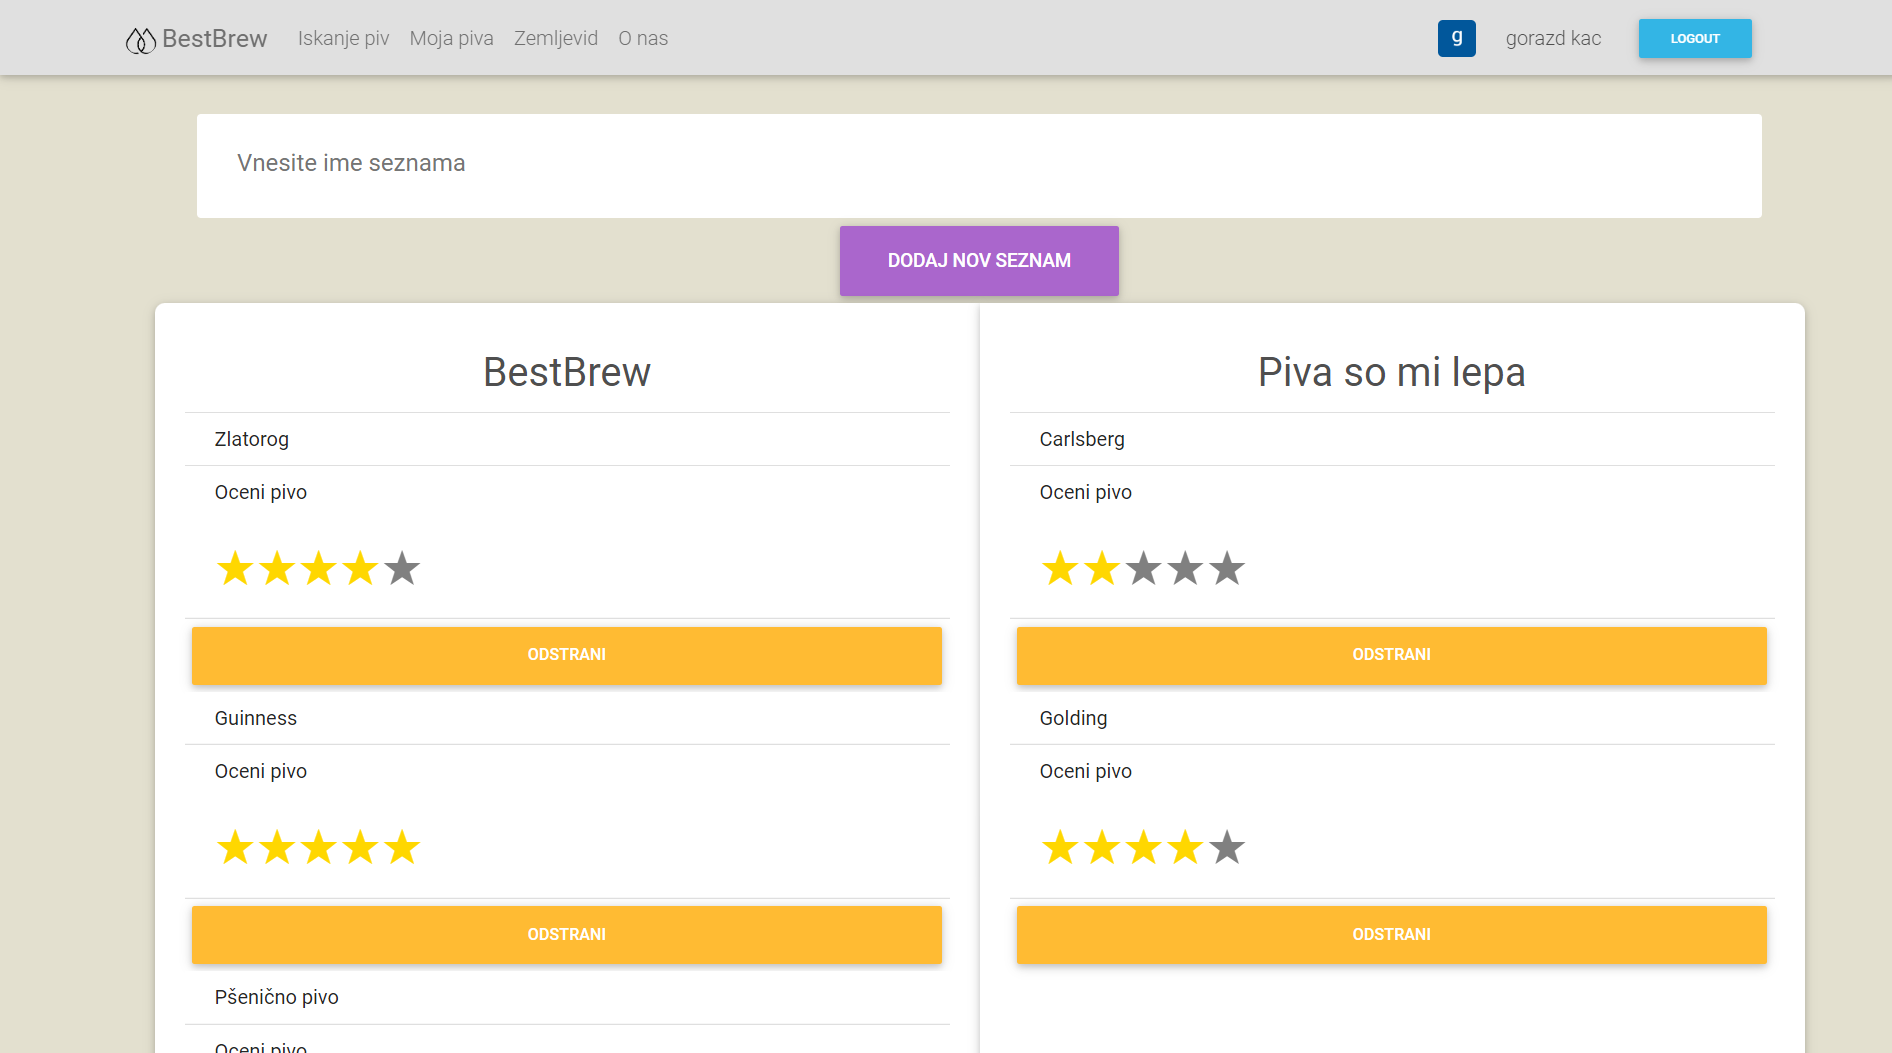 BestBrew Iskanje piv Moja piva Zemljevid O nas g gorazd kac LOGOUT
Vnesite ime seznama
DODAJ NOV SEZNAM
BestBrew
Zlatorog
Oceni pivo
ODSTRANI
Guinness
Oceni pivo
ODSTRANI
Pšenično pivo
Oceni pivo
Piva so mi lepa
Carlsberg
Oceni pivo
ODSTRANI
Golding
Oceni pivo
ODSTRANI